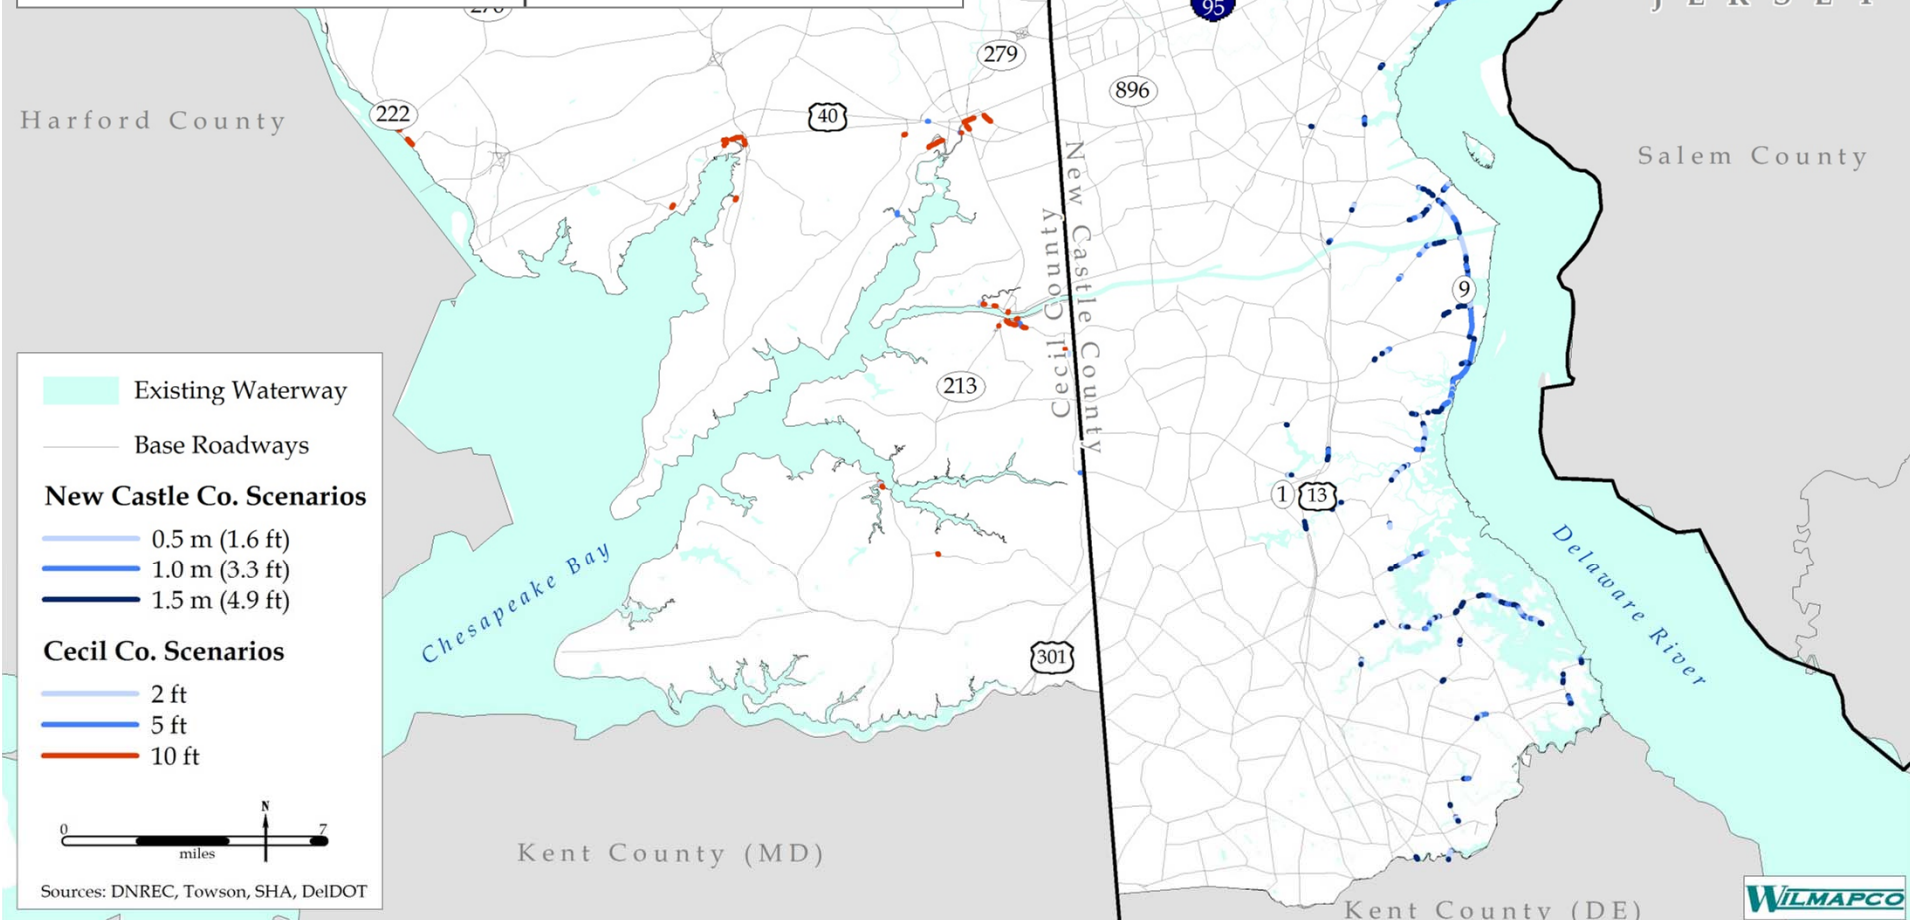 95
J E R S E Y
279
896
222
40
Harford County
Salem County
New Castle County
Cecil County
9
213
1
13
301
Chesapeake Bay
Delaware River
Existing Waterway
Base Roadways
New Castle Co. Scenarios
0.5 m (1.6 ft)
1.0 m (3.3 ft)
1.5 m (4.9 ft)
Cecil Co. Scenarios
2 ft
5 ft
10 ft
N
0 7
miles
Sources: DNREC, Towson, SHA, DelDOT
Kent County (MD)
Kent County (DE)
WILMAPCO